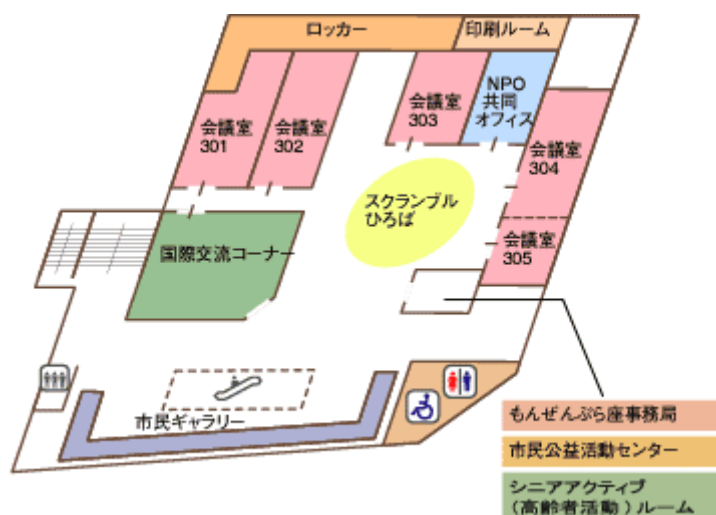 ロッカー
印刷ルーム
会議室
301
会議室
302
会議室
303
NPO
共同
オフィス
会議室
304
スクランブル
ひろば
会議室
305
国際交流コーナー
市民ギャラリー
もんぜんぷら座事務局
市民公益活動センター
シニアアクティブ
（高齢者活動）ルーム